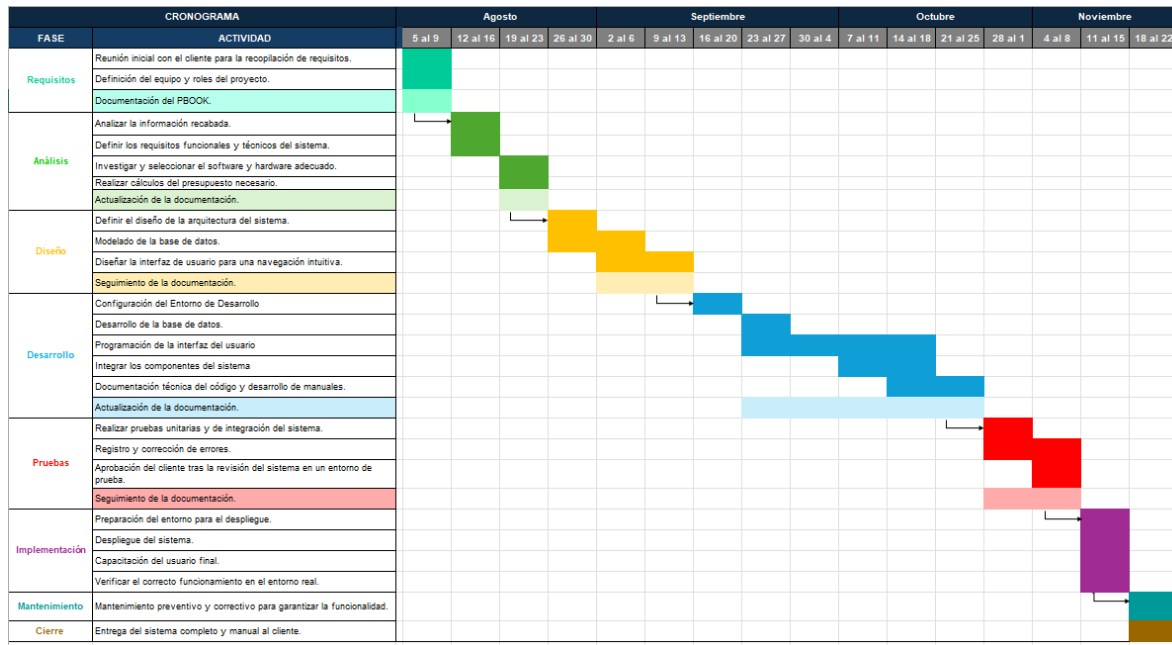 CRONOGRAMA Agosto Septiembre Octubre Noviembre
FASE ACTIVIDAD 5 al 9 12 al 16 19 al 23 26 al 30 2 al 6 9 al 13 16 al 20 23 al 27 30 al 4 7 al 11 14 al 18 21 al 25 28 al 1 4 al 8 11 al 15 18 al 22
Requisitos
Reunión inicial con el cliente para la recopilación de requisitos.
Definición del equipo y roles del proyecto.
Documentación del PBOOK.
Análisis
Analizar la información recabada.
Definir los requisitos funcionales y técnicos del sistema.
Investigar y seleccionar el software y hardware adecuado.
Realizar cálculos del presupuesto necesario.
Actualización de la documentación.
Diseño
Definir el diseño de la arquitectura del sistema.
Modelado de la base de datos.
Diseñar la interfaz de usuario para una navegación intuitiva.
Seguimiento de la documentación.
Desarrollo
Configuración del Entorno de Desarrollo
Desarrollo de la base de datos.
Programación de la interfaz del usuario
Integrar los componentes del sistema
Documentación técnica del código y desarrollo de manuales.
Actualización de la documentación.
Pruebas
Realizar pruebas unitarias y de integración del sistema.
Registro y corrección de errores.
Aprobación del cliente tras la revisión del sistema en un entorno de
prueba.
Seguimiento de la documentación.
Implementación
Preparación del entorno para el despliegue.
Despliegue del sistema.
Capacitación del usuario final.
Verificar el correcto funcionamiento en el entorno real.
Mantenimiento Mantenimiento preventivo y correctivo para garantizar la funcionalidad.
Cierre Entrega del sistema completo y manual al cliente.